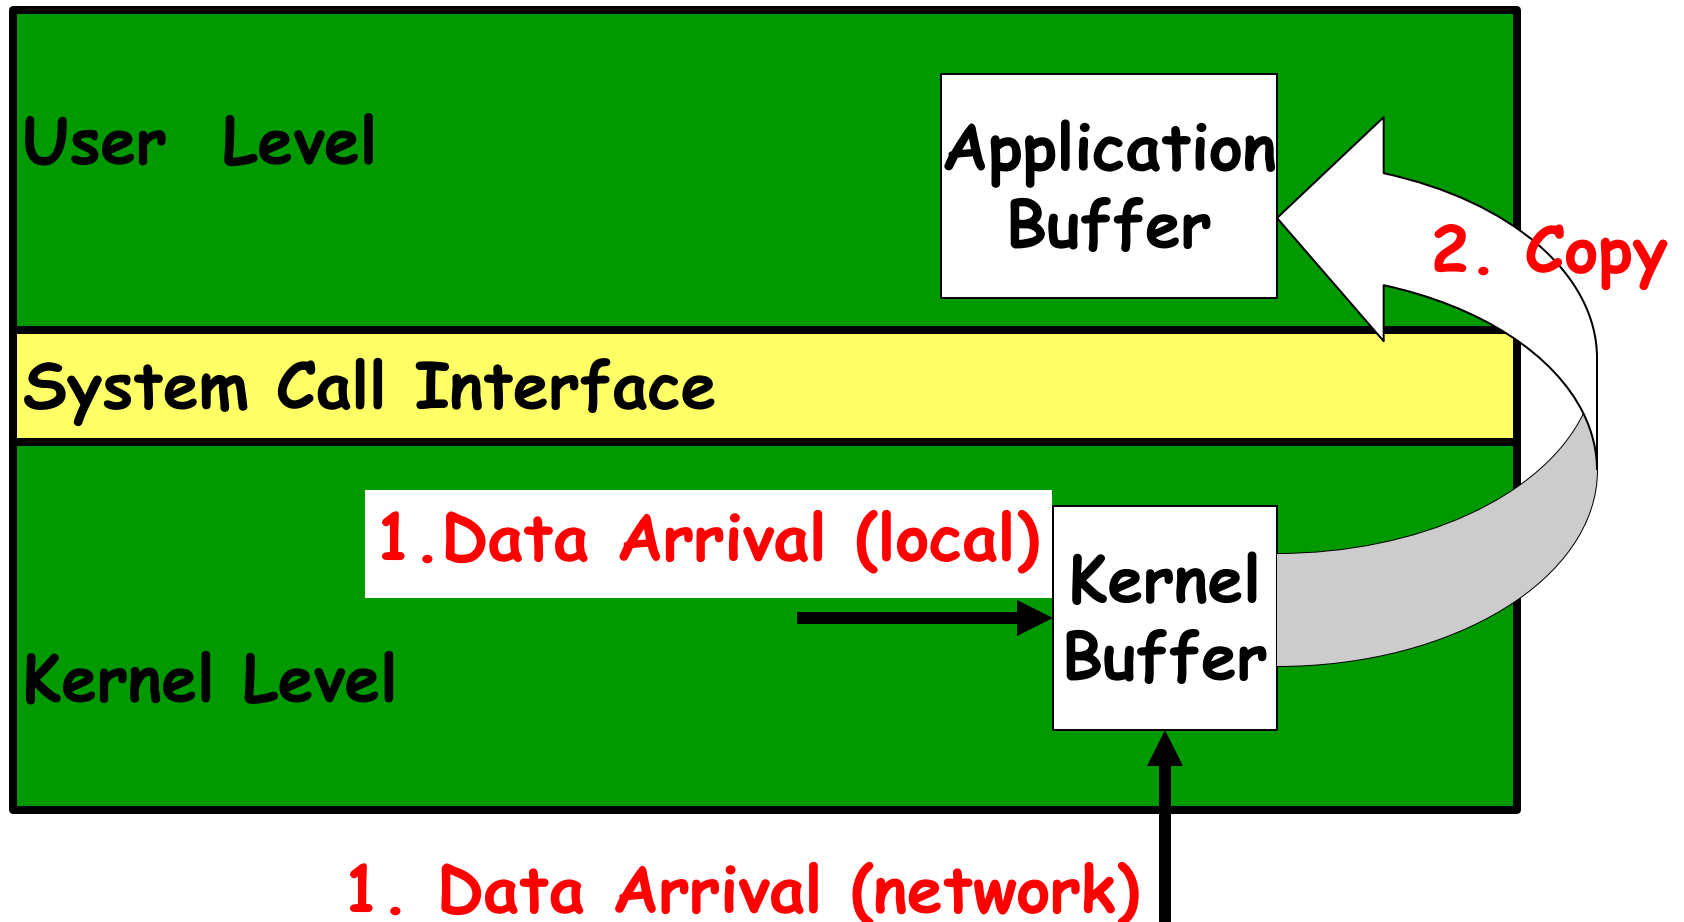 User Level
Application
Buffer
2. Copy
System Call Interface
1.Data Arrival (local)
Kernel
Buffer
Kernel Level
1. Data Arrival (network)